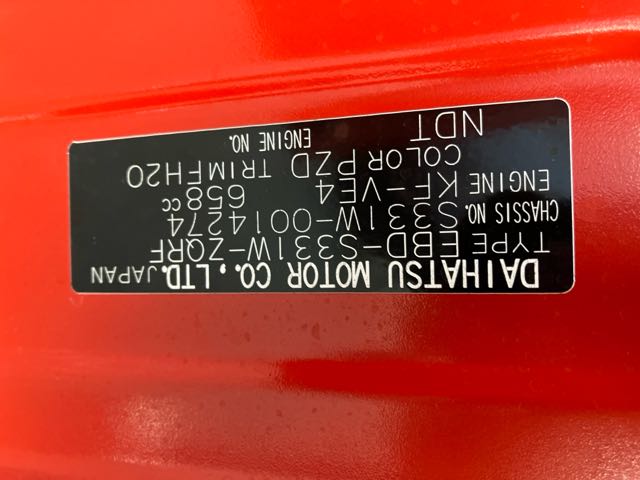 DAIHATSU MOTOR CO., LTD. JAPAN
TYPE EBD-S331W-ZQRF
CHASSIS NO. S331W-0014274
ENGINE KF-VE4 658cc
COLOR PZD TRIM FH20
NDT ENGINE NO.